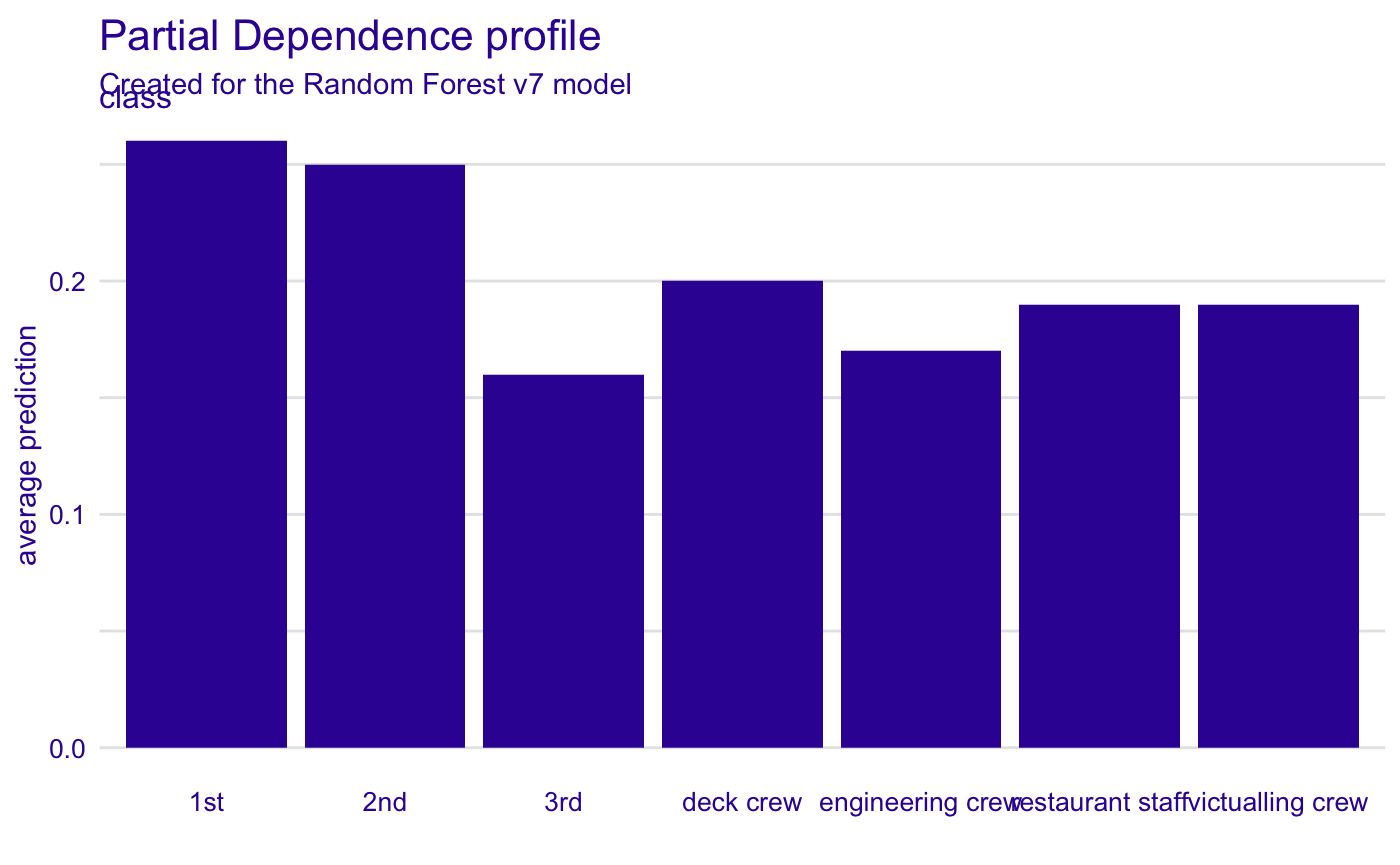 Partial Dependence profile
Created for the Random Forest v7 model
class
average prediction
0.2
0.1
0.0
1st 2nd 3rd deck crew engineering crew restaurant staff victualling crew